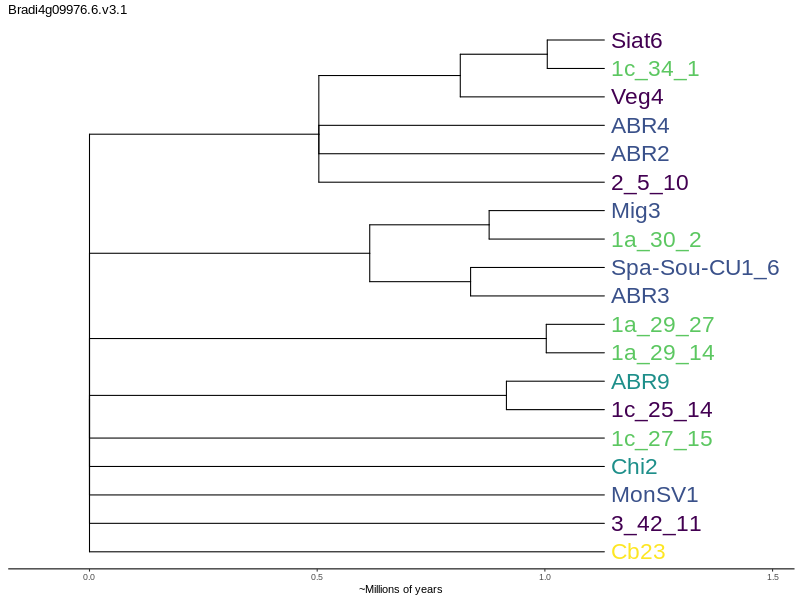 Bradi4g09976.6.v3.1
Siat6
1c_34_1
Veg4
ABR4
ABR2
2_5_10
Mig3
1a_30_2
Spa-Sou-CU1_6
ABR3
1a_29_27
1a_29_14
ABR9
1c_25_14
1c_27_15
Chi2
MonSV1
3_42_11
Cb23
0.0 0.5 1.0 1.5
~Millions of years